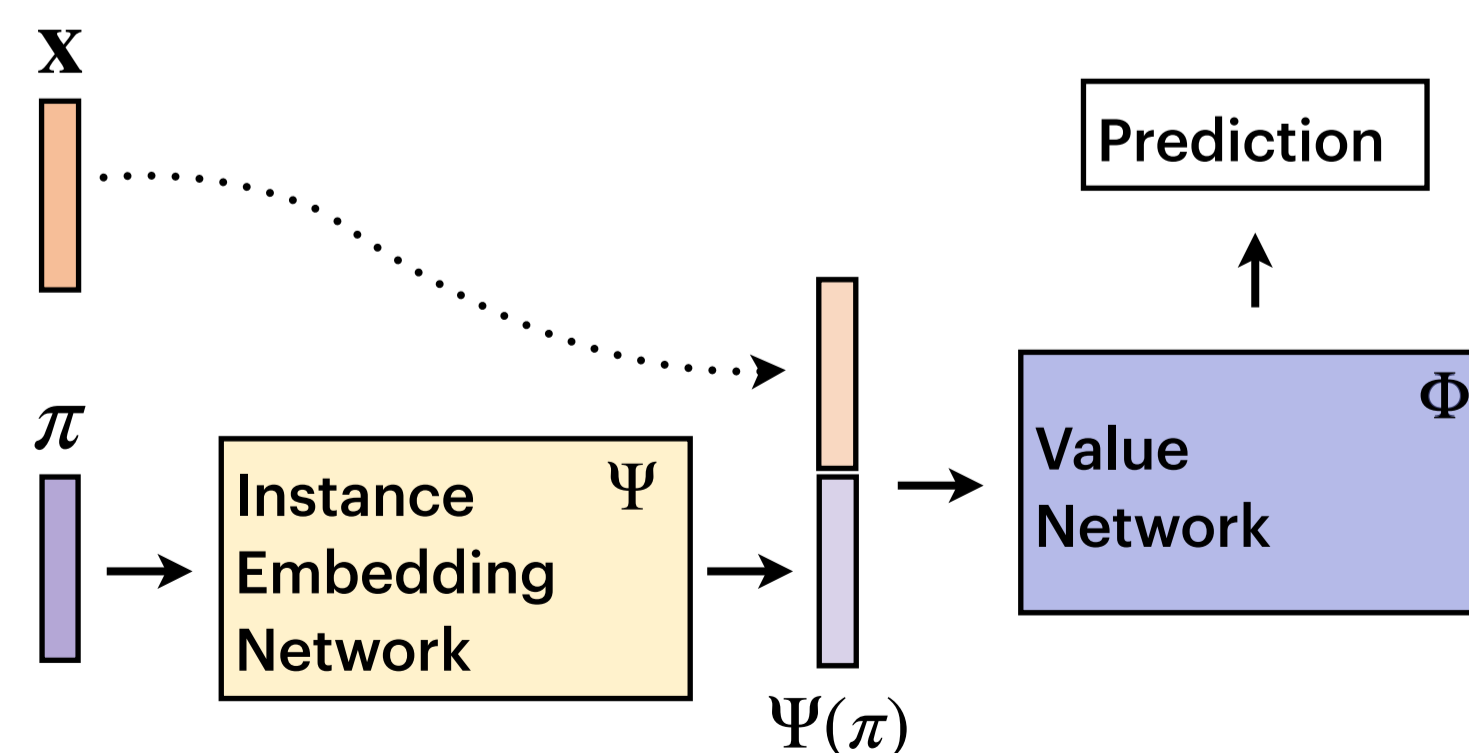 x
Prediction
π
Instance
Embedding
Network
Ψ
Ψ(π)
Value
Network
Φ